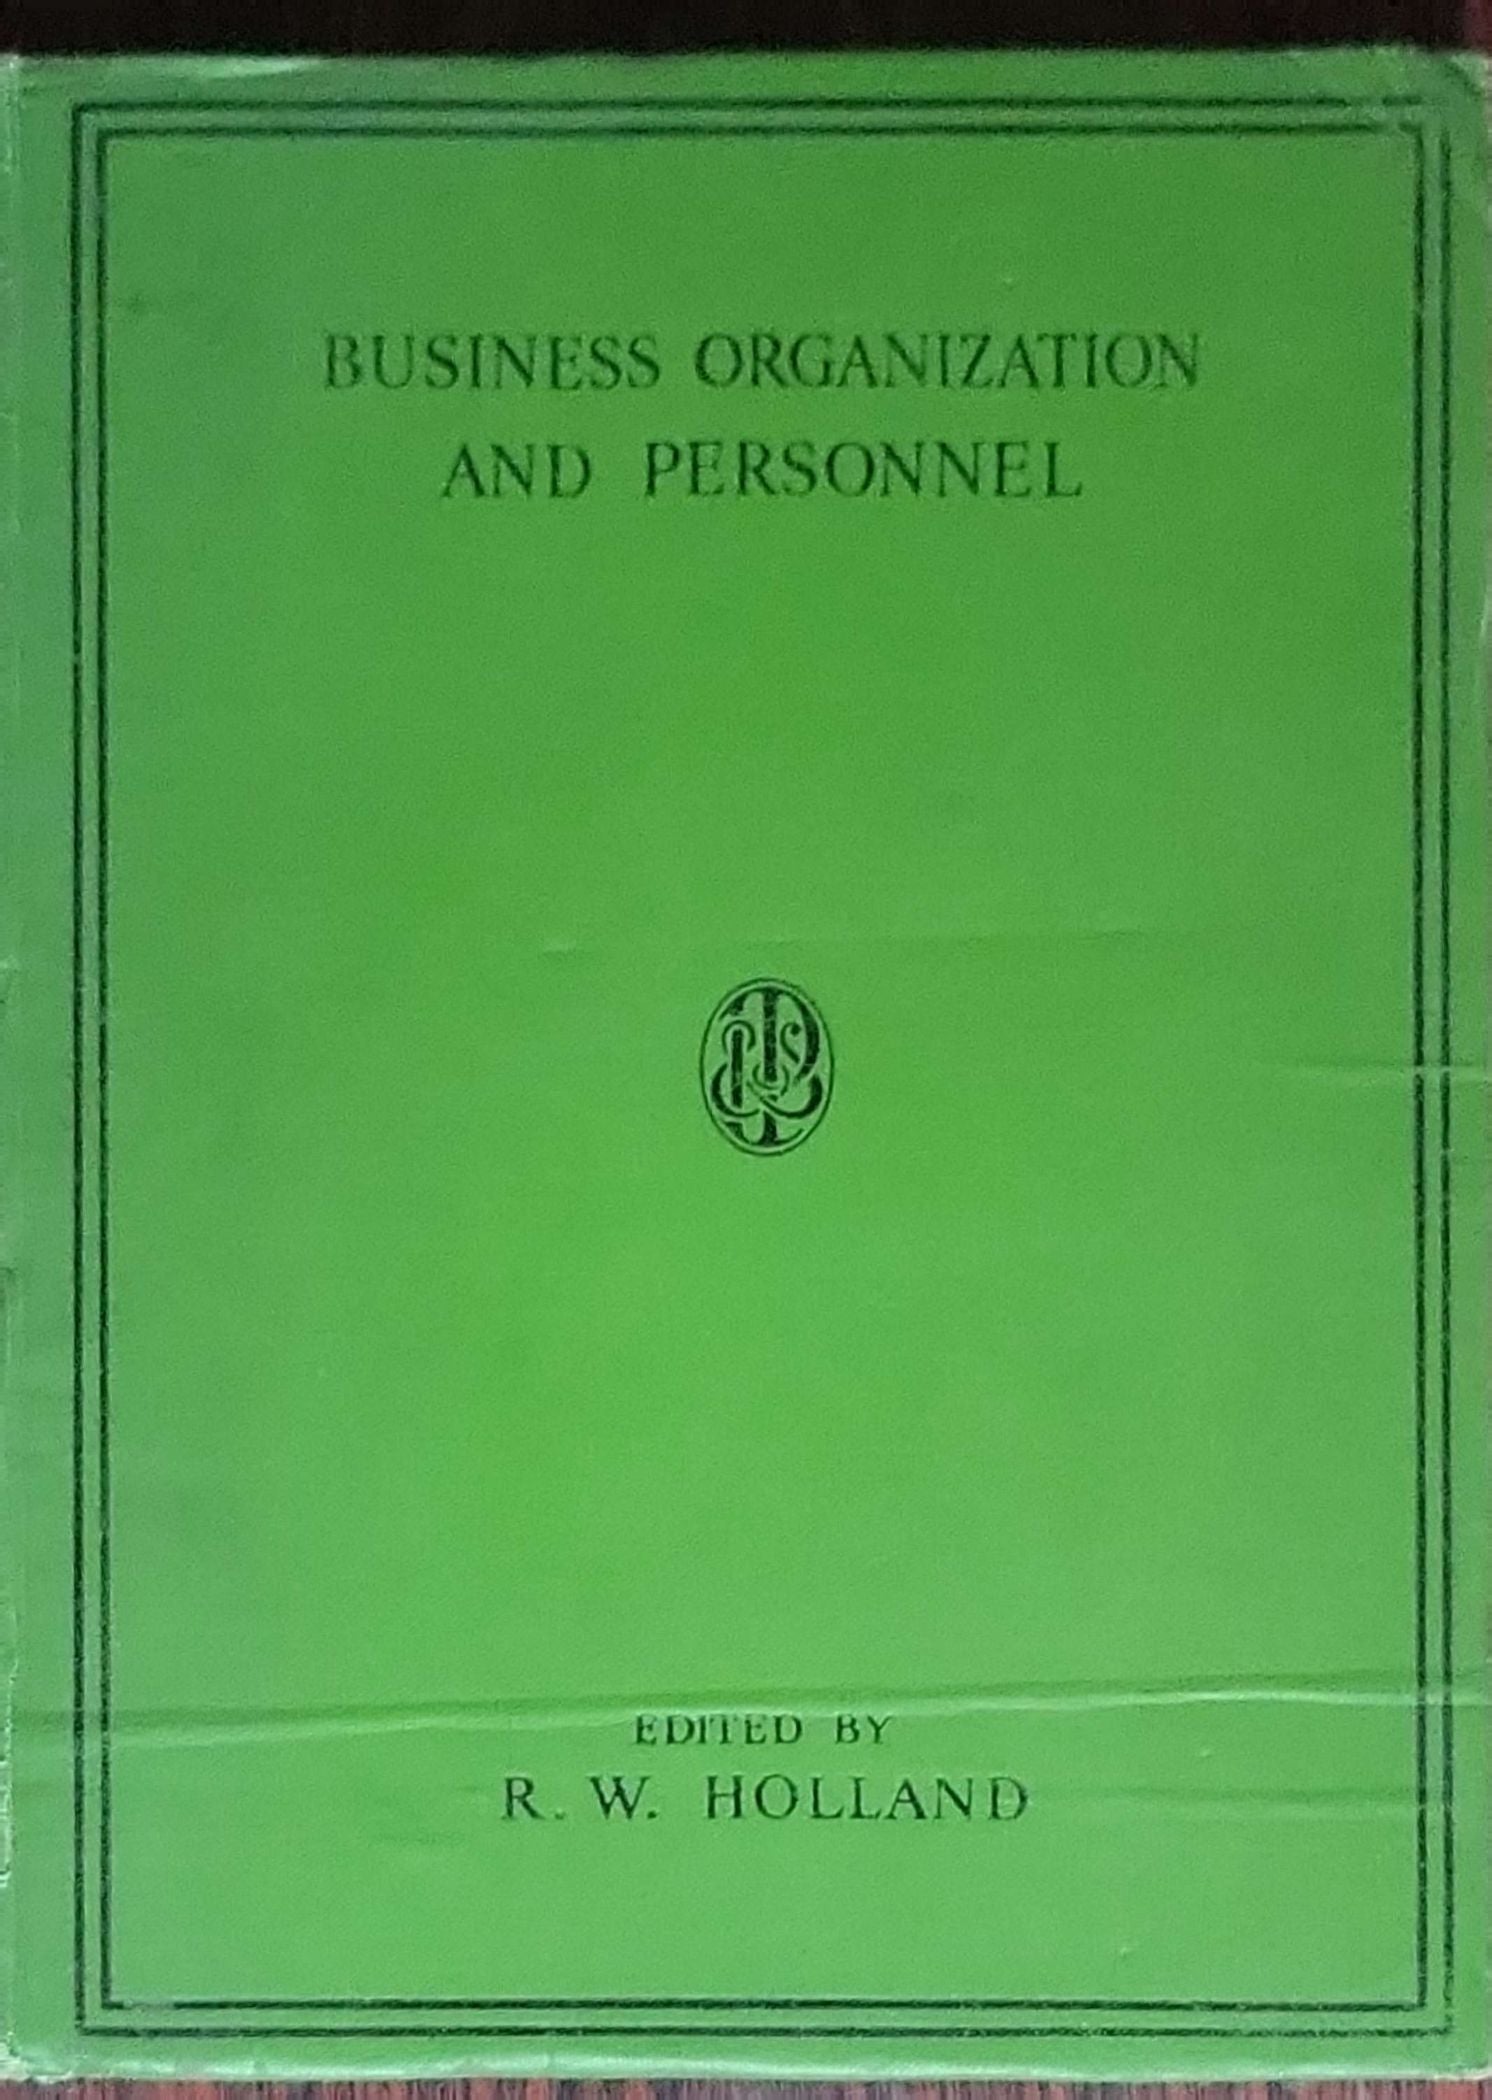 BUSINESS ORGANIZATION
AND PERSONNEL
EDITED BY
R. W. HOLLAND